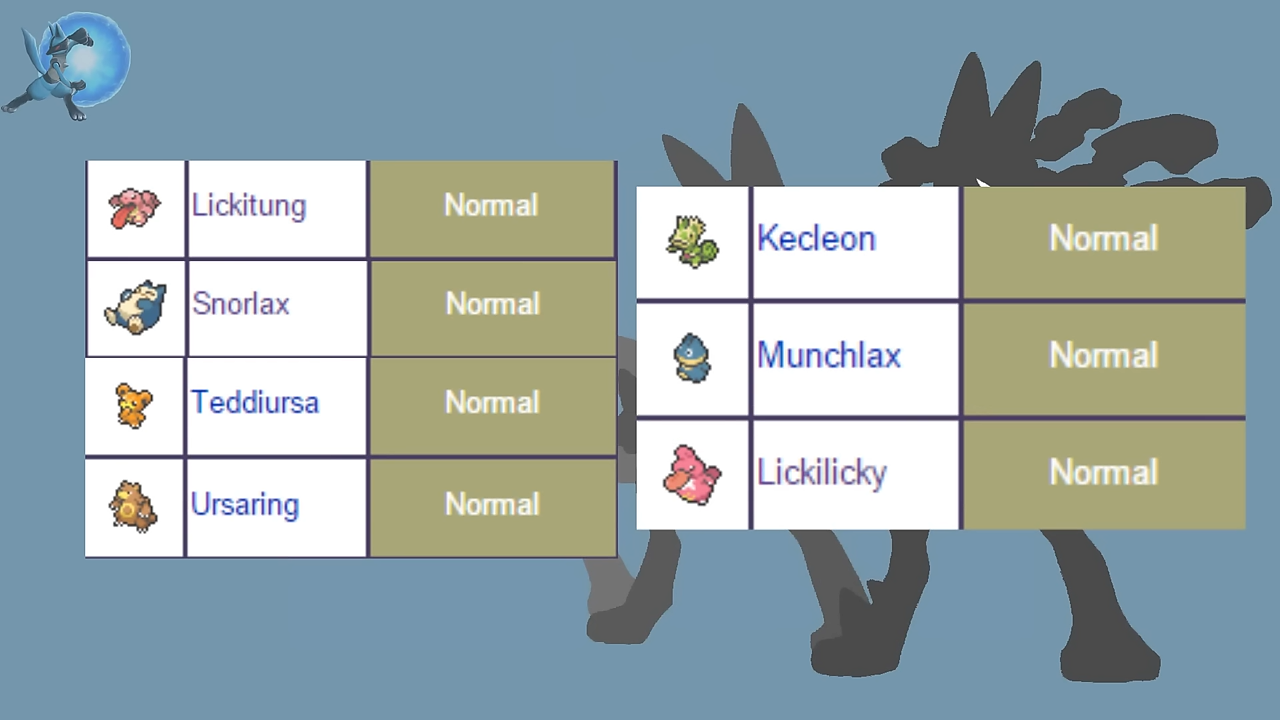 Lickitung Normal
Snorlax Normal
Teddiursa Normal
Ursaring Normal
Kecleon Normal
Munchlax Normal
Lickilicky Normal